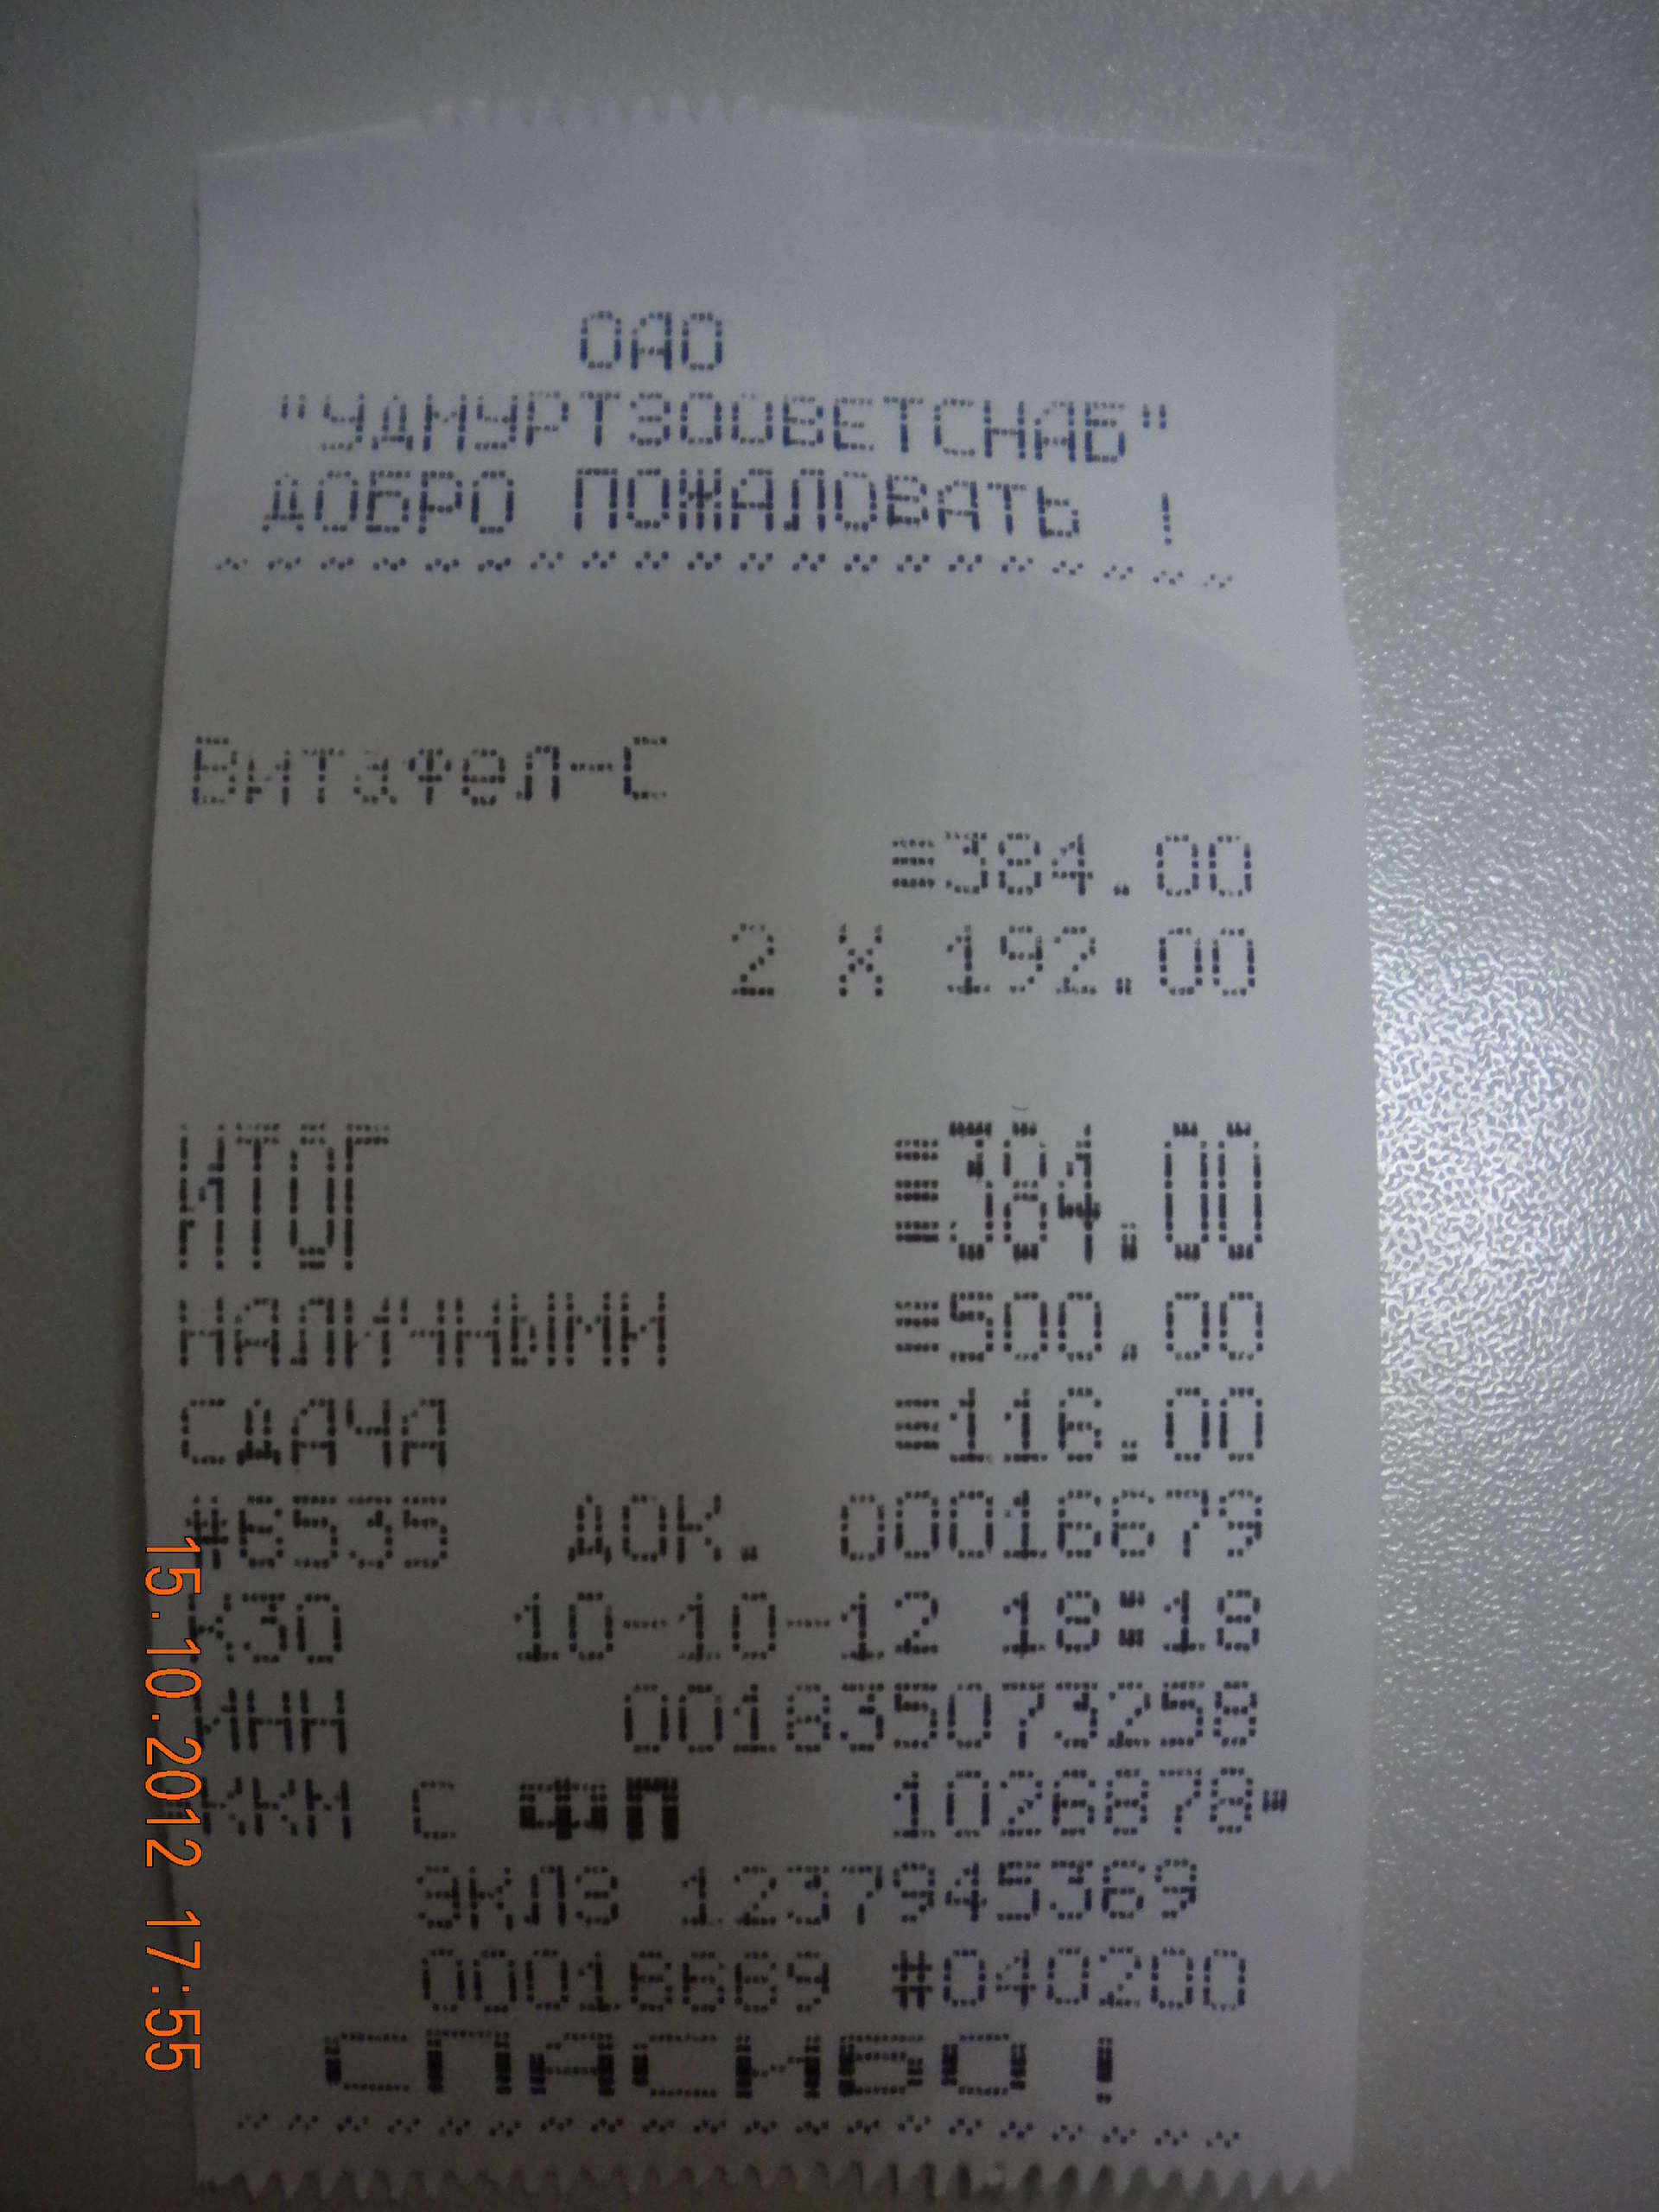 ОАО
"УДМУРТЗООВЕТСНАБ"
ДОБРО ПОЖАЛОВАТЬ !
Витафел-С
≡384.00
2 X 192.00
ИТОГ ≡384.00
НАЛИЧНЫМИ ≡500.00
СДАЧА ≡116.00
#6535 ДОК. 00016679
К30 10-10-12 18:18
ИНН 001835073258
ККМ С ФП 1026878
ЭКЛЗ 1237945369
00016669 #040200
СПАСИБО !
15.10.2012 17:55